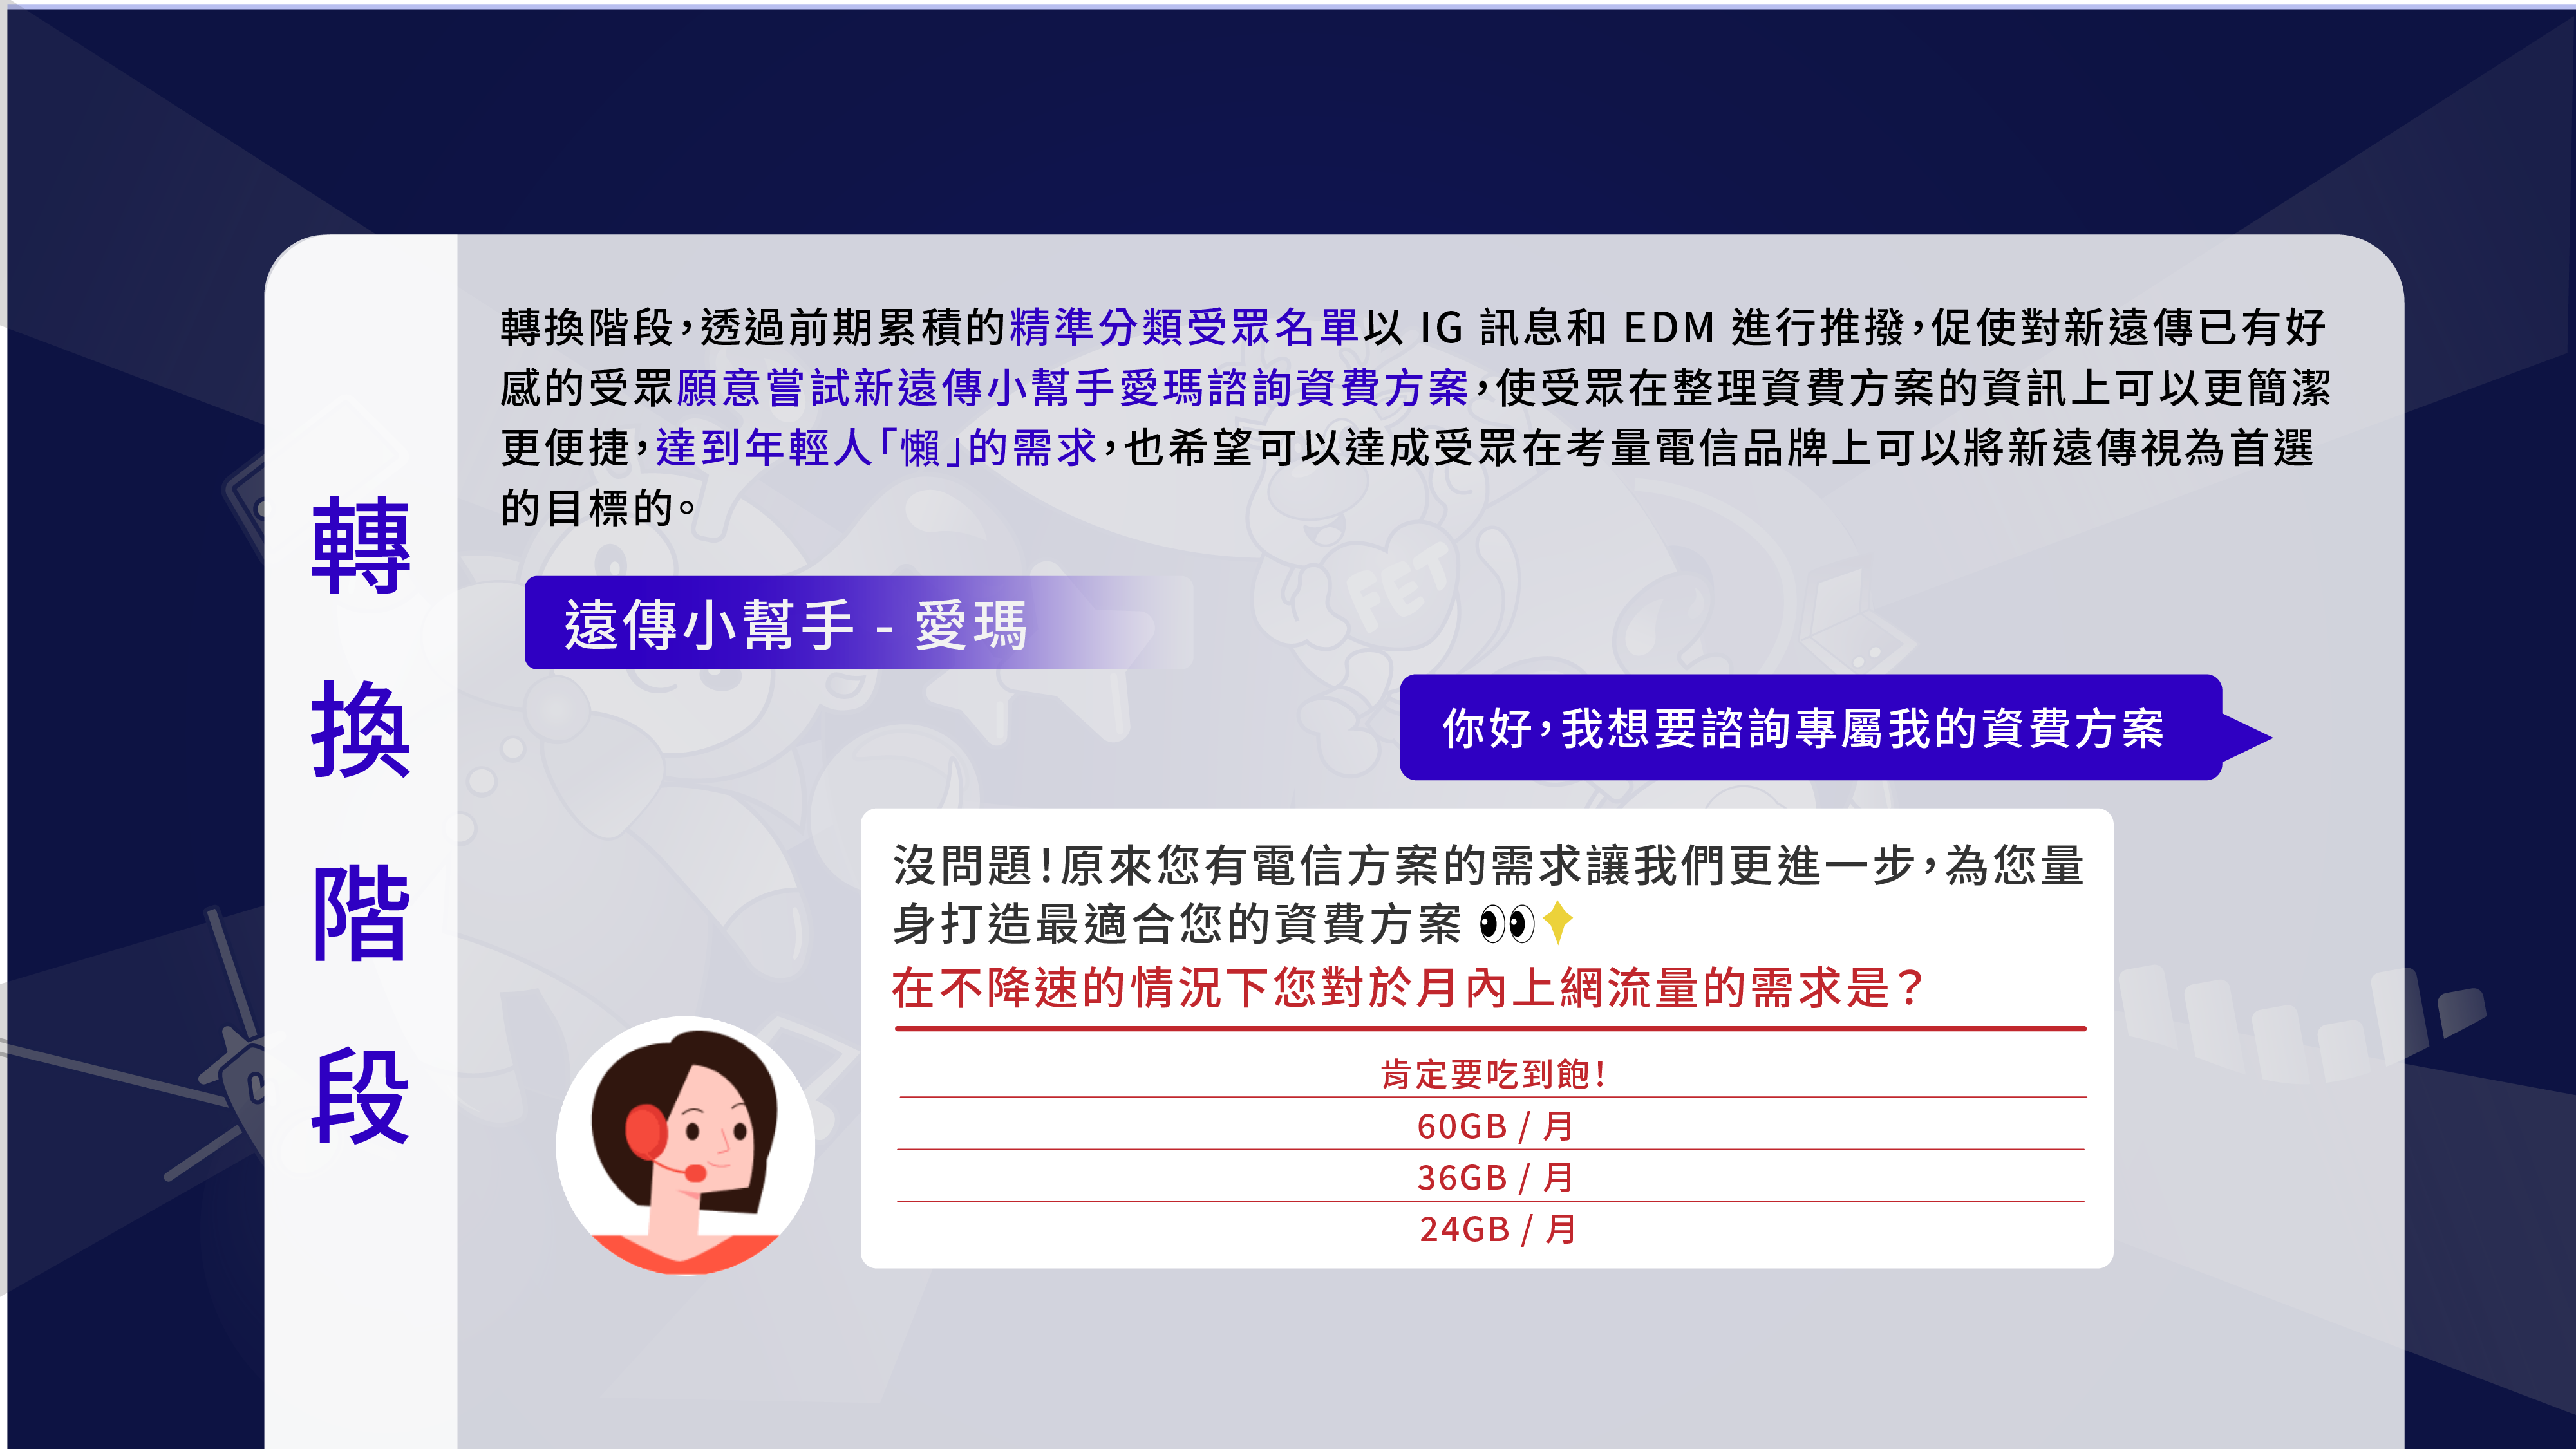 轉換階段
轉換階段，透過前期累積的精準分類受眾名單以 IG 訊息和 EDM 進行推撥，促使對新遠傳已有好
感的受眾願意嘗試新遠傳小幫手愛瑪諮詢資費方案，使受眾在整理資費方案的資訊上可以更簡潔
更便捷，達到年輕人「懶」的需求，也希望可以達成受眾在考量電信品牌上可以將新遠傳視為首選
的目標的。
FET
遠傳小幫手 - 愛瑪
你好，我想要諮詢專屬我的資費方案
沒問題！原來您有電信方案的需求讓我們更進一步，為您量
身打造最適合您的資費方案 👀✦
在不降速的情況下您對於月內上網流量的需求是？
肯定要吃到飽！
60GB / 月
36GB / 月
24GB / 月